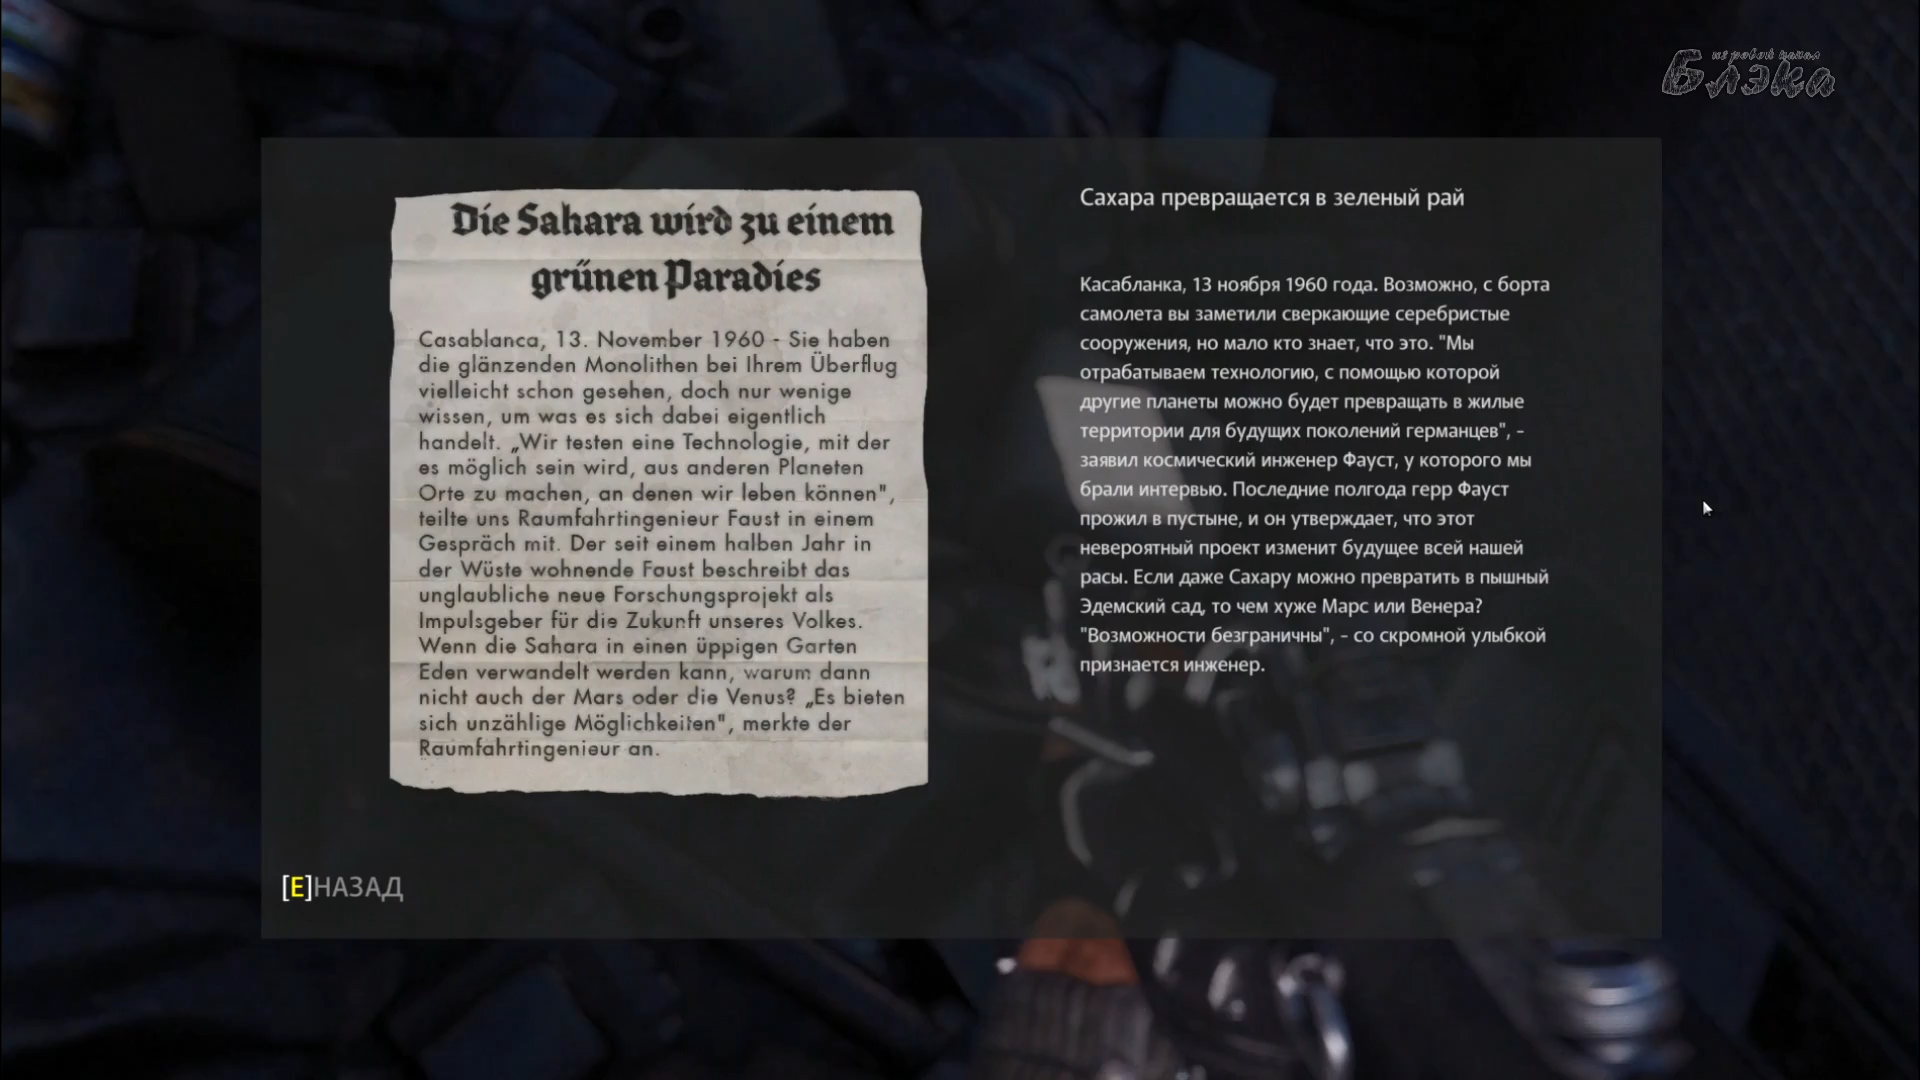 игровой канал
Блэка
Die Sahara wird zu einem
grünen Paradies
Casablanca, 13. November 1960 - Sie haben
die glänzenden Monolithen bei Ihrem Überflug
vielleicht schon gesehen, doch nur wenige
wissen, um was es sich dabei eigentlich
handelt. „Wir testen eine Technologie, mit der
es möglich sein wird, aus anderen Planeten
Orte zu machen, an denen wir leben können",
teilte uns Raumfahrtingenieur Faust in einem
Gespräch mit. Der seit einem halben Jahr in
der Wüste wohnende Faust beschreibt das
unglaubliche neue Forschungsprojekt als
Impulsgeber für die Zukunft unseres Volkes.
Wenn die Sahara in einen üppigen Garten
Eden verwandelt werden kann, warum dann
nicht auch der Mars oder die Venus? „Es bieten
sich unzählige Möglichkeiten", merkte der
Raumfahrtingenieur an.
Сахара превращается в зеленый рай
Касабланка, 13 ноября 1960 года. Возможно, с борта
самолета вы заметили сверкающие серебристые
сооружения, но мало кто знает, что это. "Мы
отрабатываем технологию, с помощью которой
другие планеты можно будет превращать в жилые
территории для будущих поколений германцев", -
заявил космический инженер Фауст, у которого мы
брали интервью. Последние полгода герр Фауст
прожил в пустыне, и он утверждает, что этот
невероятный проект изменит будущее всей нашей
расы. Если даже Сахару можно превратить в пышный
Эдемский сад, то чем хуже Марс или Венера?
"Возможности безграничны", - со скромной улыбкой
признается инженер.
[E]НАЗАД